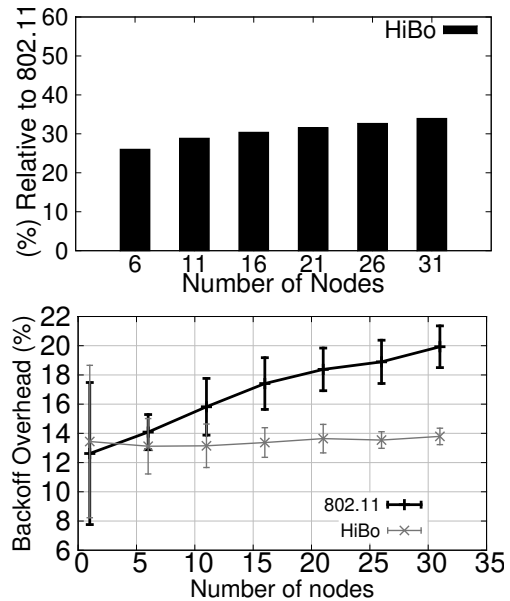 (%) Relative to 802.11
60
50
40
30
20
10
0
HiBo
6 11 16 21 26 31
Number of Nodes
Backoff Overhead (%)
22
20
18
16
14
12
10
8
6
802.11
HiBo
0 5 10 15 20 25 30 35
Number of nodes